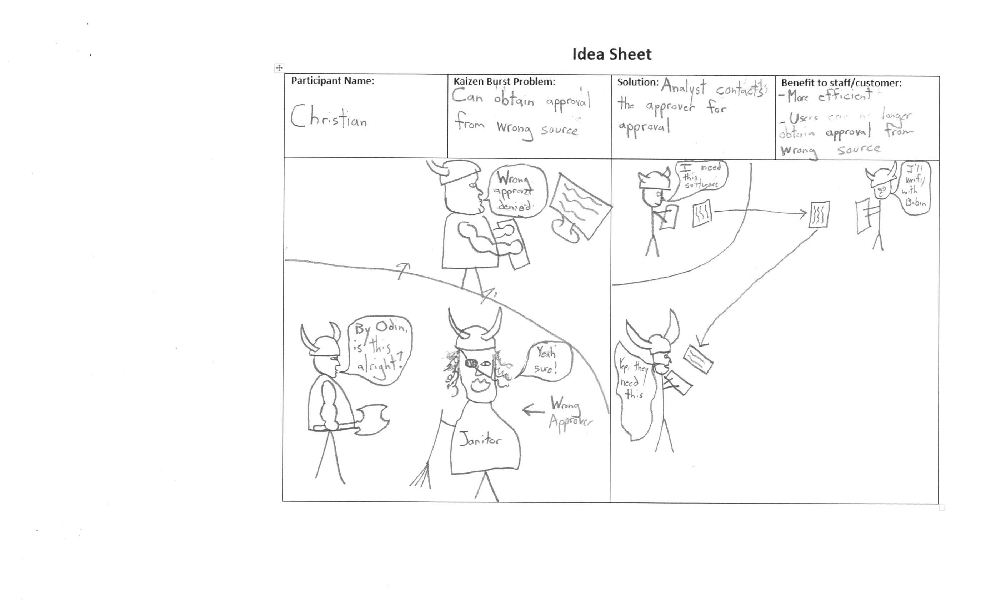 Idea Sheet
Participant Name:
Christian
Kaizen Burst Problem:
Can obtain approval
from wrong source
Solution: Analyst contacts
the approver for
approval
Benefit to staff/customer:
- More efficient
- Users can no longer
obtain approval from
wrong source
Wrong
approval
denied
By Odin,
is this
alright?
Yeah
sure!
Wrong
Approver
Janitor
I need
this
software
I'll
verify
with
Bobin
Yep, they
need
this